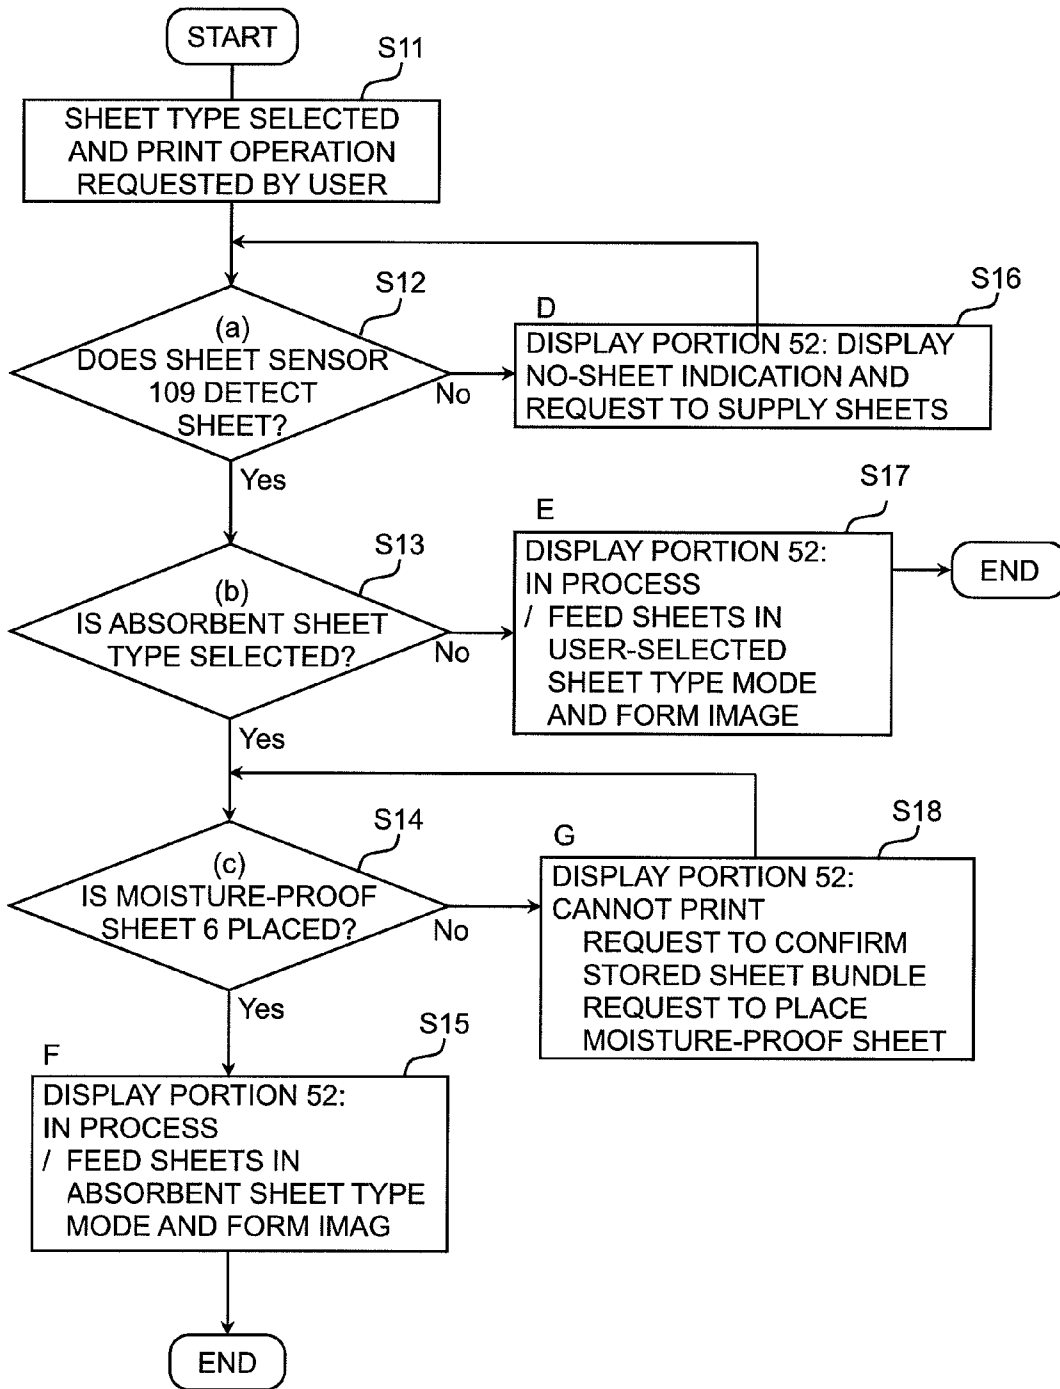 START
S11
SHEET TYPE SELECTED
AND PRINT OPERATION
REQUESTED BY USER
S12
(a)
DOES SHEET SENSOR
109 DETECT
SHEET?
No
Yes
S16
D
DISPLAY PORTION 52: DISPLAY
NO-SHEET INDICATION AND
REQUEST TO SUPPLY SHEETS
S13
(b)
IS ABSORBENT SHEET
TYPE SELECTED?
No
Yes
S17
E
DISPLAY PORTION 52:
IN PROCESS
/ FEED SHEETS IN
USER-SELECTED
SHEET TYPE MODE
AND FORM IMAGE
END
S14
(c)
IS MOISTURE-PROOF
SHEET 6 PLACED?
No
Yes
S18
G
DISPLAY PORTION 52:
CANNOT PRINT
REQUEST TO CONFIRM
STORED SHEET BUNDLE
REQUEST TO PLACE
MOISTURE-PROOF SHEET
S15
F
DISPLAY PORTION 52:
IN PROCESS
/ FEED SHEETS IN
ABSORBENT SHEET TYPE
MODE AND FORM IMAG
END